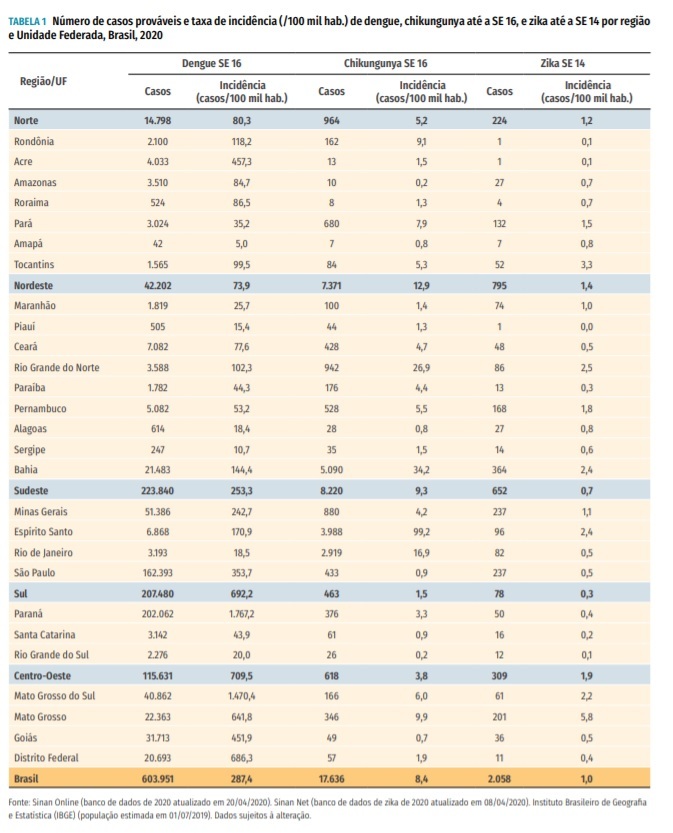 TABELA 1 Número de casos prováveis e taxa de incidência (/100 mil hab.) de dengue, chikungunya até a SE 16, e zika até a SE 14 por região
e Unidade Federada, Brasil, 2020
Região/UF Dengue SE 16 Chikungunya SE 16 Zika SE 14
Casos Incidência (casos/100 mil hab.) Casos Incidência (casos/100 mil hab.) Casos Incidência (casos/100 mil hab.)
Norte 14.798 80,3 964 5,2 224 1,2
Rondônia 2.100 118,2 162 9,1 1 0,1
Acre 4.033 457,3 13 1,5 1 0,1
Amazonas 3.510 84,7 10 0,2 27 0,7
Roraima 524 86,5 8 1,3 4 0,7
Pará 3.024 35,2 680 7,9 132 1,5
Amapá 42 5,0 7 0,8 7 0,8
Tocantins 1.565 99,5 84 5,3 52 3,3
Nordeste 42.202 73,9 7.371 12,9 795 1,4
Maranhão 1.819 25,7 100 1,4 74 1,0
Piauí 505 15,4 44 1,3 1 0,0
Ceará 7.082 77,6 428 4,7 48 0,5
Rio Grande do Norte 3.588 102,3 942 26,9 86 2,5
Paraíba 1.782 44,3 176 4,4 13 0,3
Pernambuco 5.082 53,2 528 5,5 168 1,8
Alagoas 614 18,4 28 0,8 27 0,8
Sergipe 247 10,7 35 1,5 14 0,6
Bahia 21.483 144,4 5.090 34,2 364 2,4
Sudeste 223.840 253,3 8.220 9,3 652 0,7
Minas Gerais 51.386 242,7 880 4,2 237 1,1
Espírito Santo 6.868 170,9 3.988 99,2 96 2,4
Rio de Janeiro 3.193 18,5 2.919 16,9 82 0,5
São Paulo 162.393 353,7 433 0,9 237 0,5
Sul 207.480 692,2 463 1,5 78 0,3
Paraná 202.062 1.767,2 376 3,3 50 0,4
Santa Catarina 3.142 43,9 61 0,9 16 0,2
Rio Grande do Sul 2.276 20,0 26 0,2 12 0,1
Centro-Oeste 115.631 709,5 618 3,8 309 1,9
Mato Grosso do Sul 40.862 1.470,4 166 6,0 61 2,2
Mato Grosso 22.363 641,8 346 9,9 201 5,8
Goiás 31.713 451,9 49 0,7 36 0,5
Distrito Federal 20.693 686,3 57 1,9 11 0,4
Brasil 603.951 287,4 17.636 8,4 2.058 1,0
Fonte: Sinan Online (banco de dados de 2020 atualizado em 20/04/2020). Sinan Net (banco de dados de zika de 2020 atualizado em 08/04/2020). Instituto Brasileiro de Geografia
e Estatística (IBGE) (população estimada em 01/07/2019). Dados sujeitos à alteração.